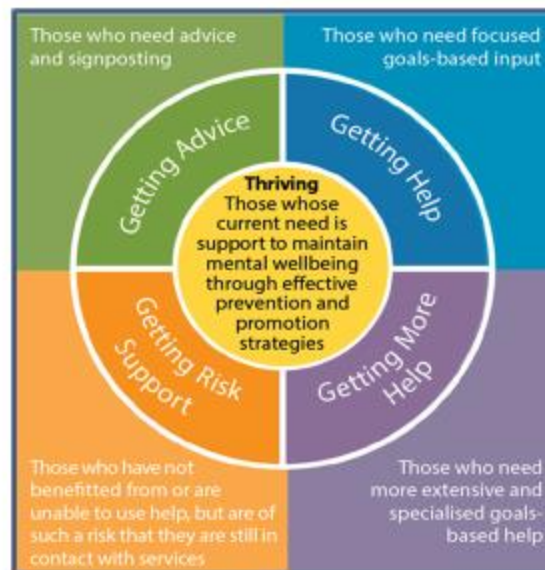 Those who need advice
and signposting
Those who need focused
goals-based input
Getting Advice
Getting Help
Thriving
Those whose
current need is
support to maintain
mental wellbeing
through effective
prevention and
promotion
strategies
Getting Risk
Support
Getting More
Help
Those who have not
benefitted from or are
unable to use help, but are of
such a risk that they are still in
contact with services
Those who need
more extensive and
specialised goals-
based help